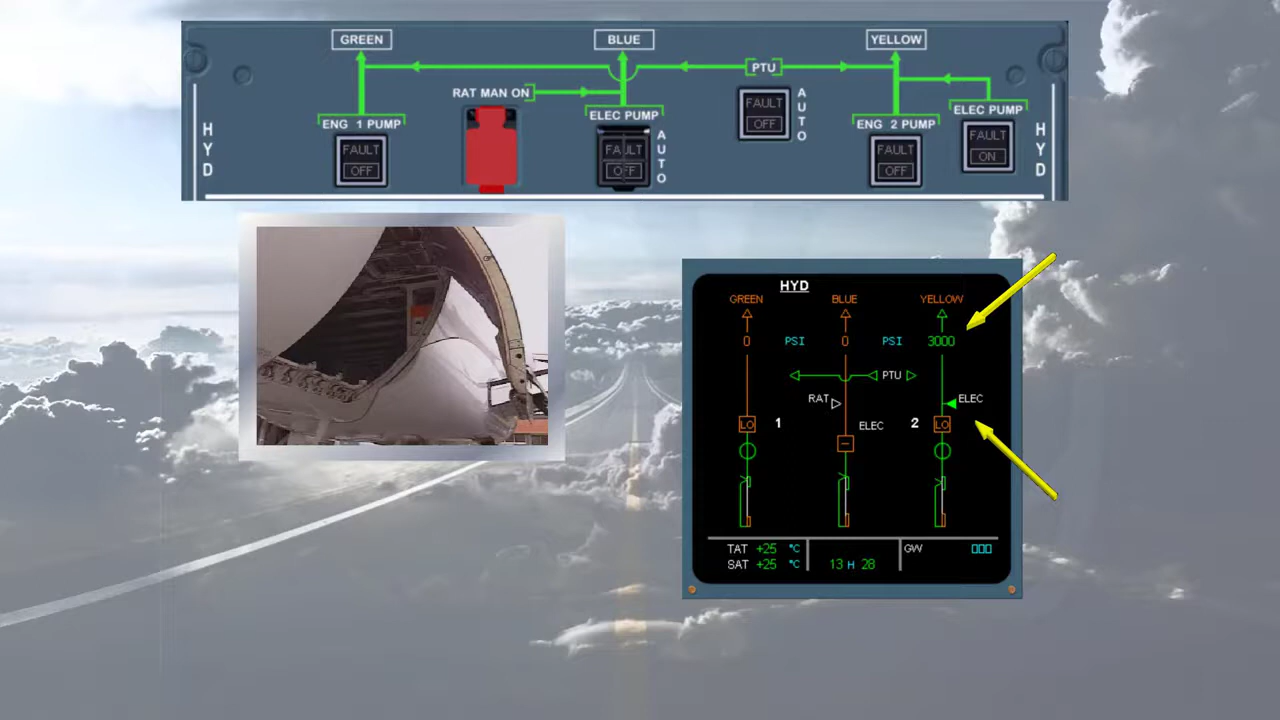 GREEN BLUE YELLOW
PTU
RAT MAN ON
ENG 1 PUMP ELEC PUMP ENG 2 PUMP ELEC PUMP
FAULT
OFF
FAULT
OFF
AUTO
FAULT
OFF
AUTO
FAULT
OFF
FAULT
ON
HYD
HYD
HYD
GREEN BLUE YELLOW
0 PSI 0 PSI 3000
PTU
RAT ELEC
LO 1 ELEC 2 LO
TAT +25 °C GW
SAT +25 °C 13 H 28